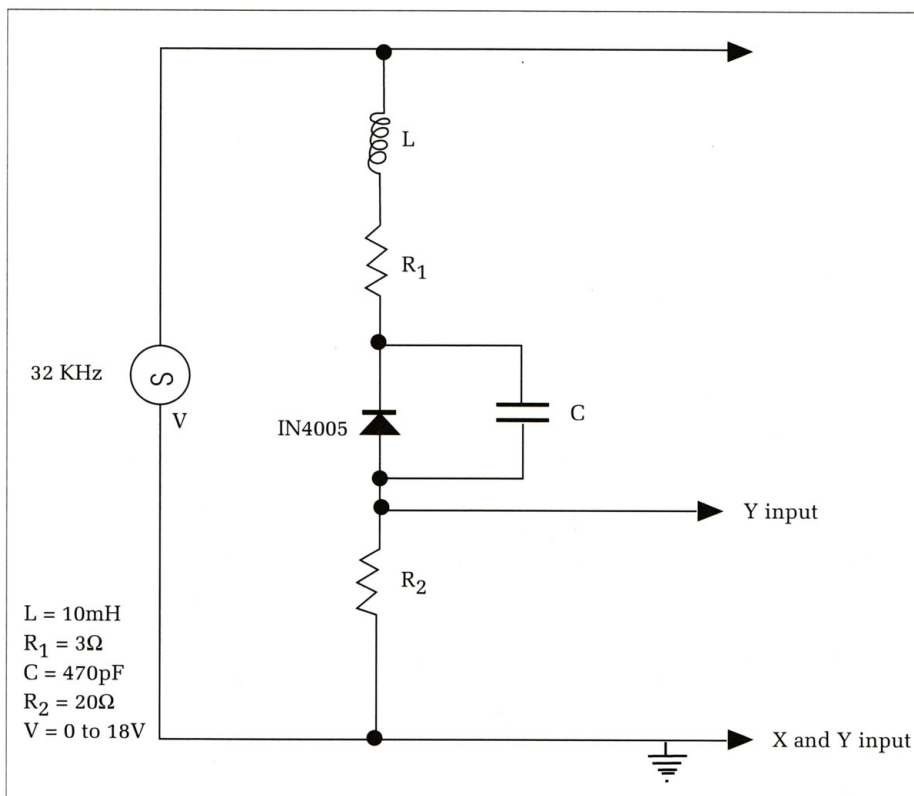 L
R1
32 KHz
V
IN4005
C
Y input
R2
L = 10mH
R1 = 3Ω
C = 470pF
R2 = 20Ω
V = 0 to 18V
X and Y input